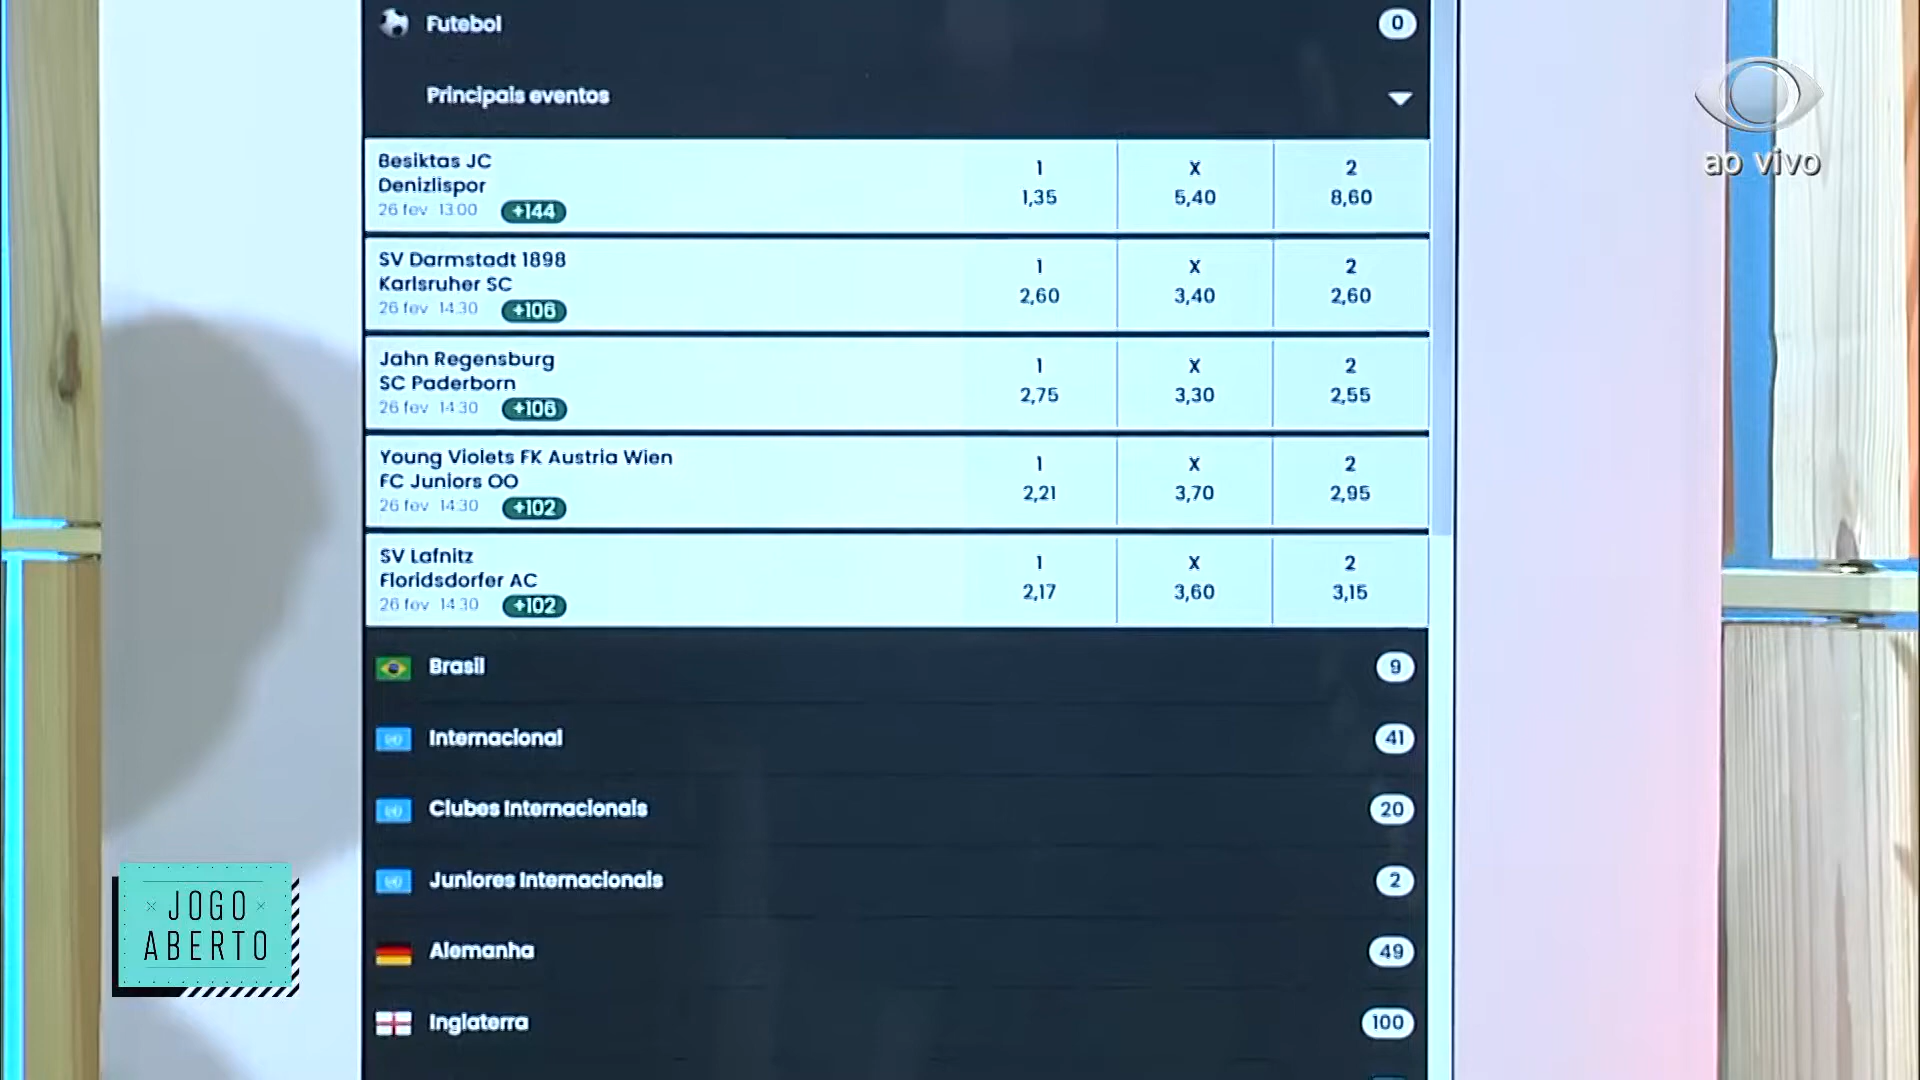 Futebol 0
Principais eventos
ao vivo
Besiktas JC
Denizlispor
26 fev 13:00 +144
1 X 2
1,35 5,40 8,60
SV Darmstadt 1898
Karlsruher SC
26 fev 14:30 +106
1 X 2
2,60 3,40 2,60
Jahn Regensburg
SC Paderborn
26 fev 14:30 +106
1 X 2
2,75 3,30 2,55
Young Violets FK Austria Wien
FC Juniors OO
26 fev 14:30 +102
1 X 2
2,21 3,70 2,95
SV Lafnitz
Floridsdorfer AC
26 fev 14:30 +102
1 X 2
2,17 3,60 3,15
Brasil 9
Internacional 41
Clubes Internacionais 20
Juniores Internacionais 2
Alemanha 49
Inglaterra 100
JOGO
ABERTO